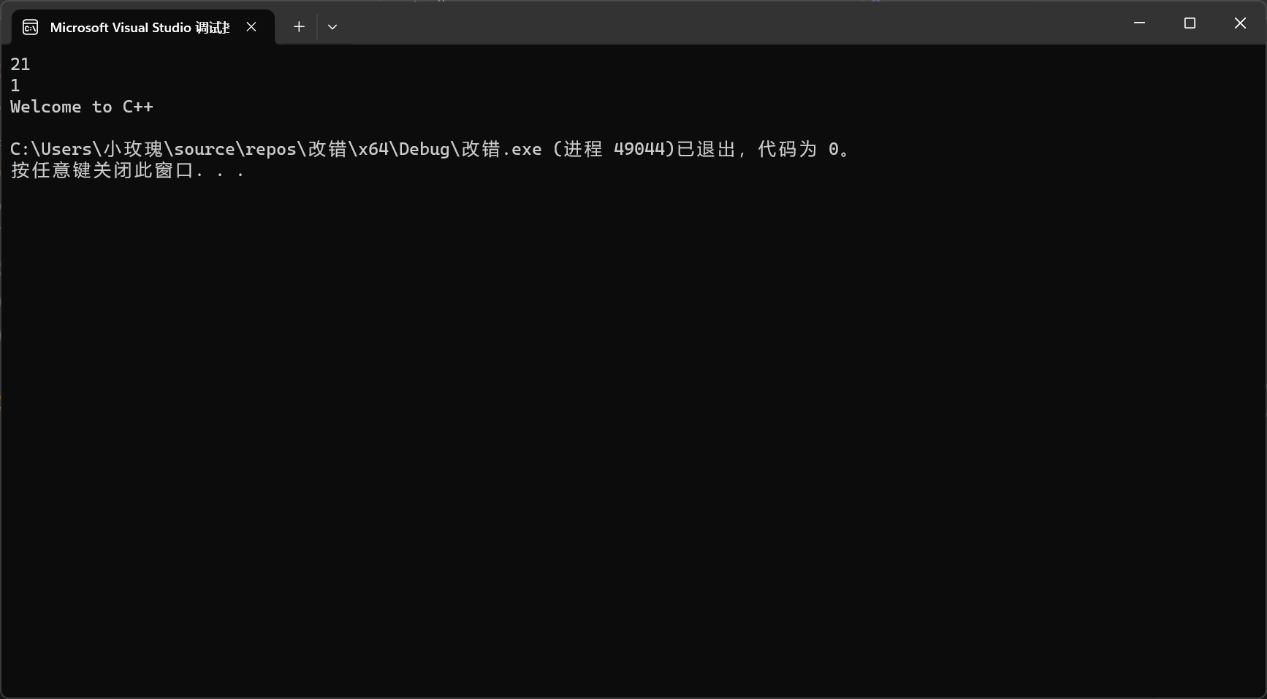 Microsoft Visual Studio 调试
21
1
Welcome to C++
C:\Users\小玫瑰\source\repos\改错\x64\Debug\改错.exe (进程 49044)已退出，代码为 0。
按任意键关闭此窗口. . .